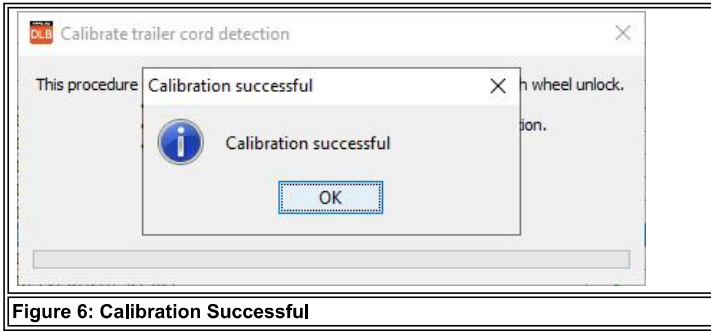 DLB Calibrate trailer cord detection
This procedure
Calibration successful
h wheel unlock.
tion.
Calibration successful
OK
Figure 6: Calibration Successful